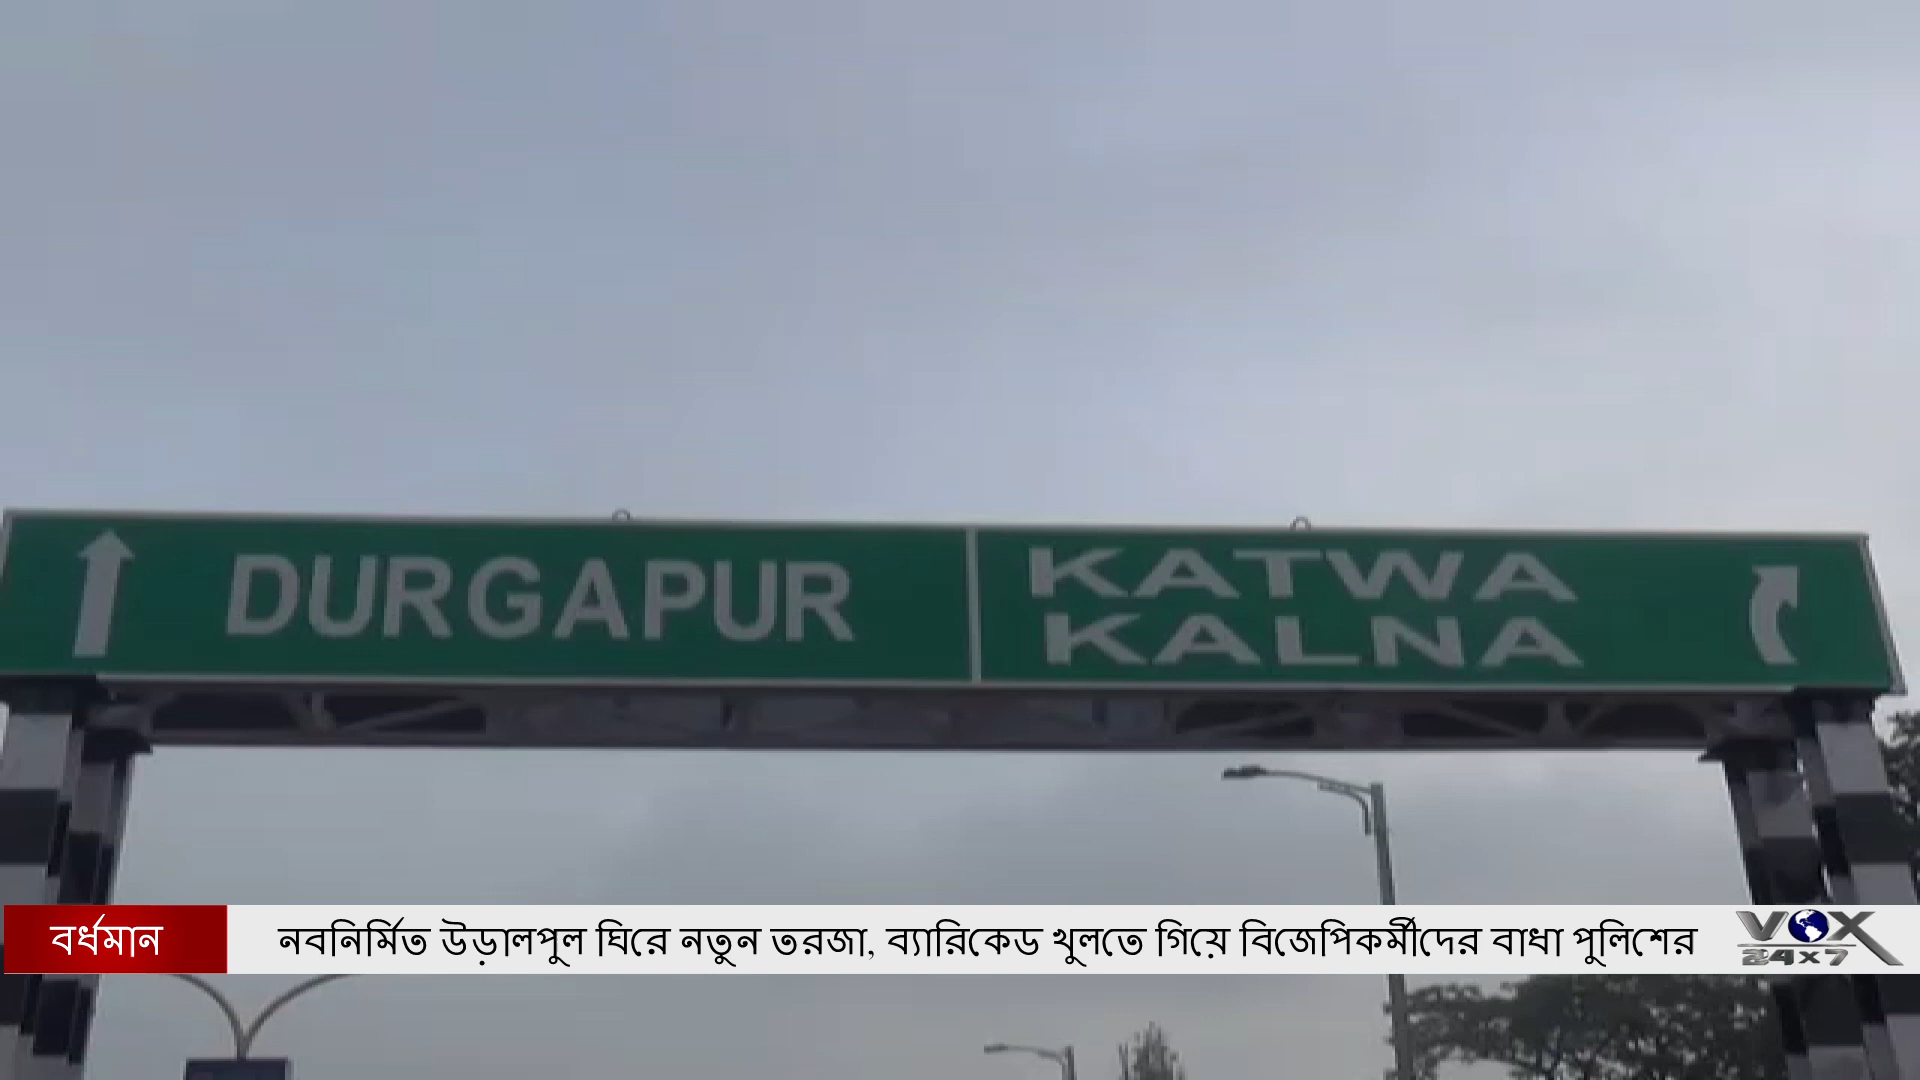 DURGAPUR
KATWA
KALNA
বর্ধমান
নবনির্মিত উড়ালপুল ঘিরে নতুন তরজা, ব্যারিকেড খুলতে গিয়ে বিজেপিকর্মীদের বাধা পুলিশের
VOX
24x7